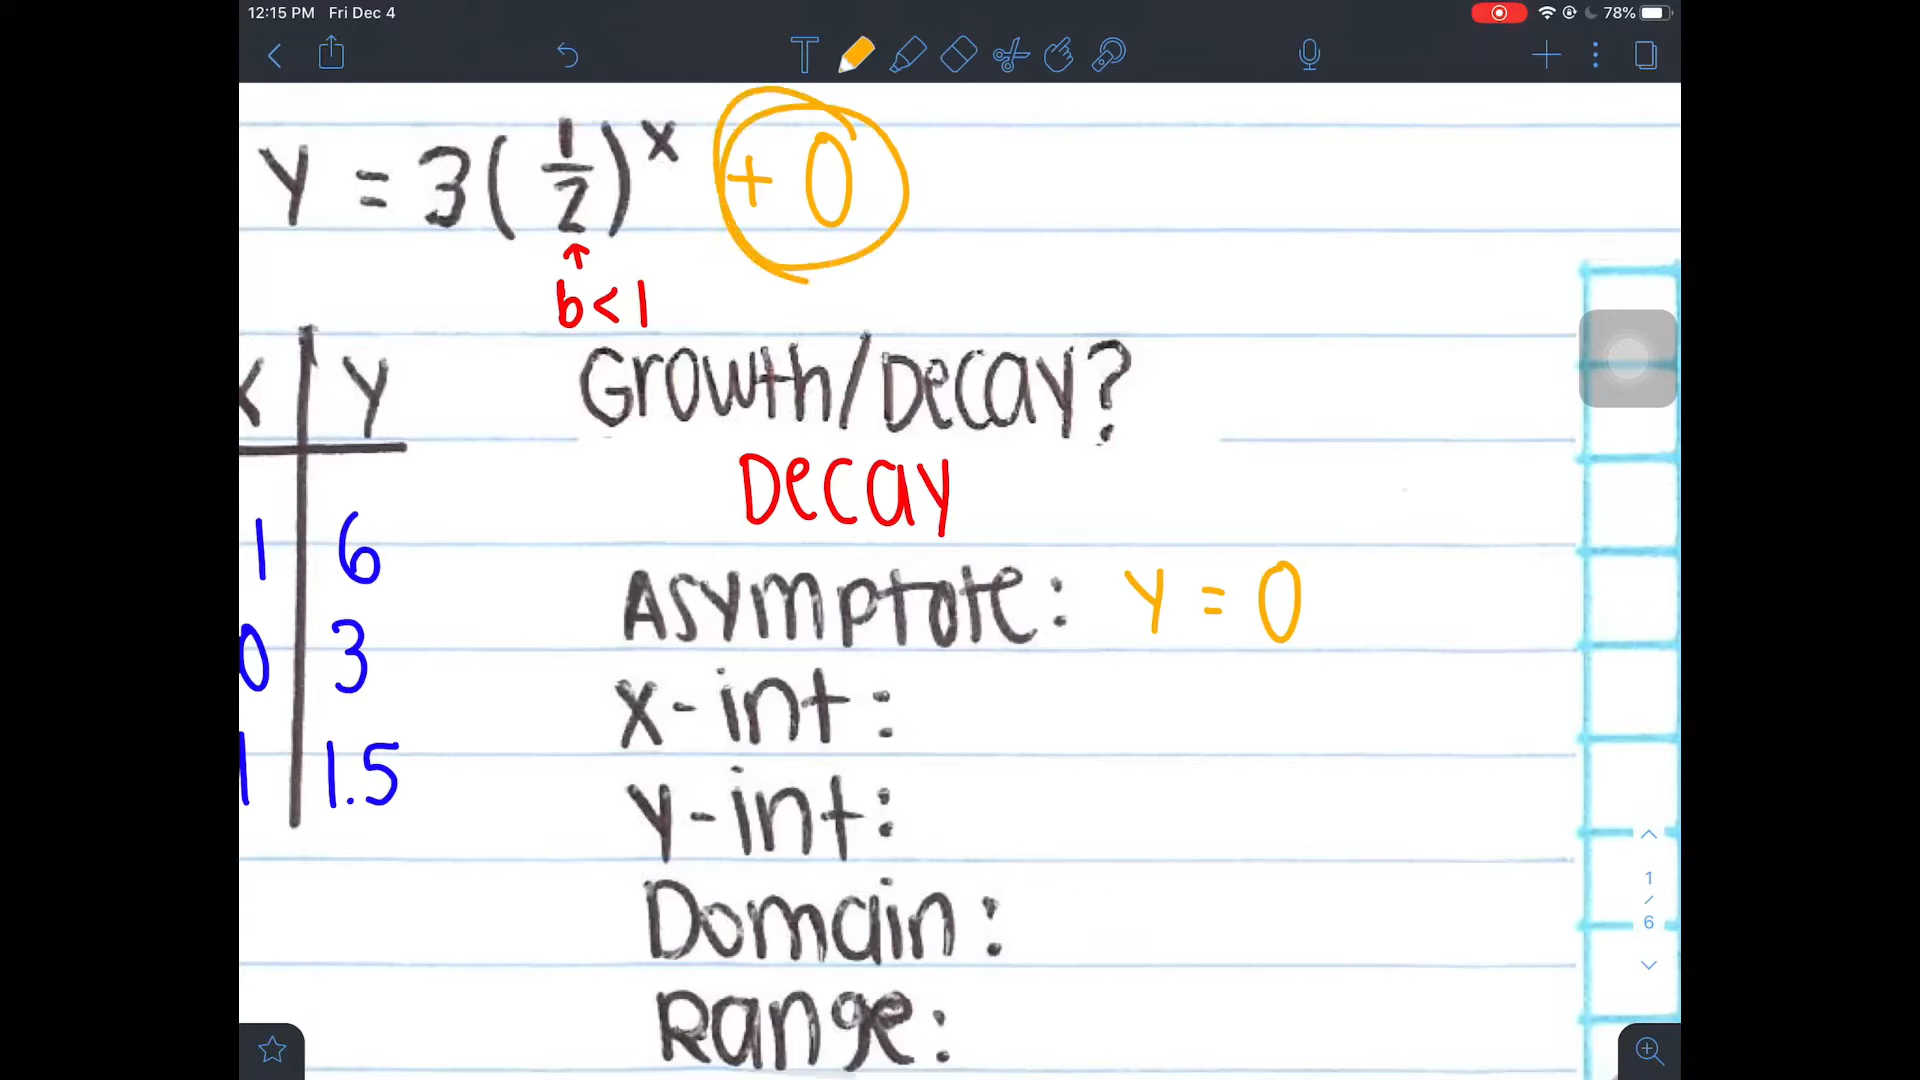 12:15 PM Fri Dec 4
78%
T
Y = 3(1/2)^x + 0
b < 1
x | Y
Growth/Decay?
Decay
1 | 6
Asymptote: Y = 0
0 | 3
x-int:
1 | 1.5
y-int:
1/6
Domain:
Range: